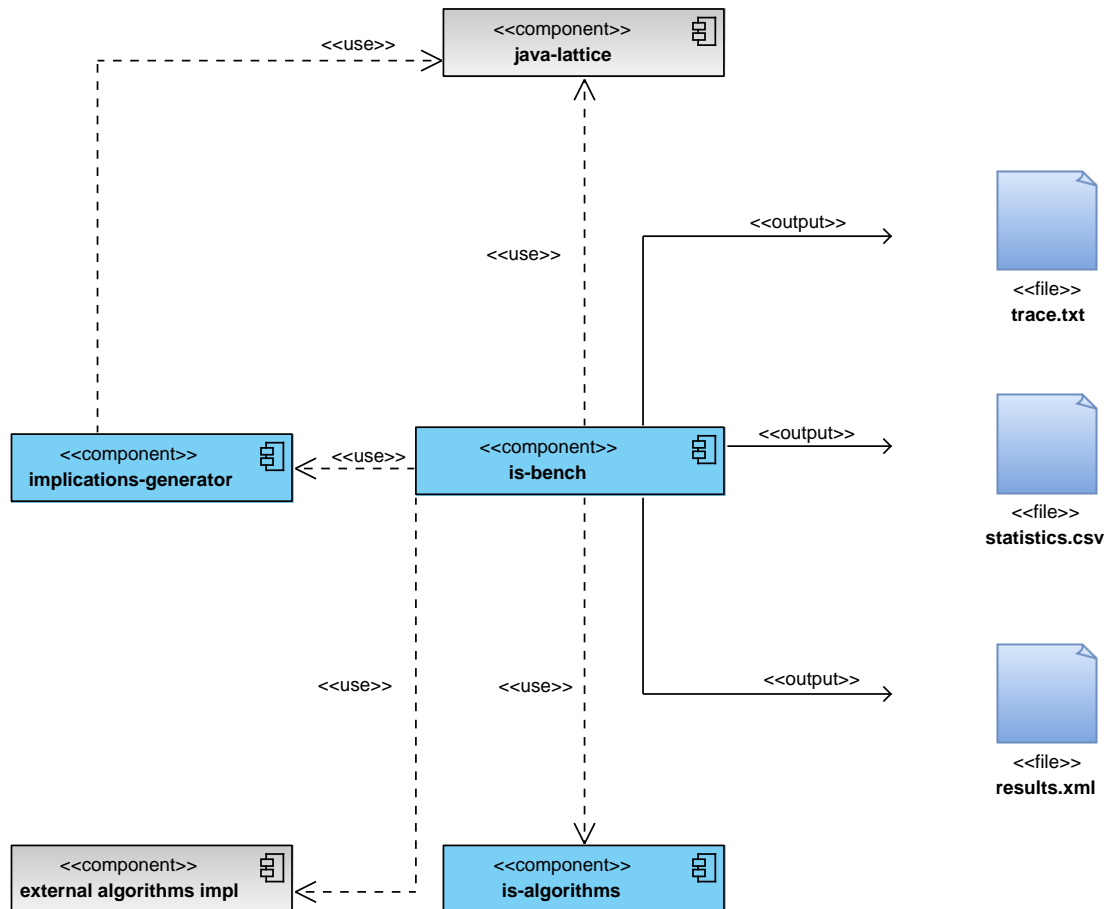 <<component>>
java-lattice
<<use>>
<<output>>
<<use>>
<<file>>
trace.txt
<<component>>
implications-generator
<<use>>
<<component>>
is-bench
<<output>>
<<file>>
statistics.csv
<<use>>
<<use>>
<<output>>
<<file>>
results.xml
<<component>>
external algorithms impl
<<component>>
is-algorithms